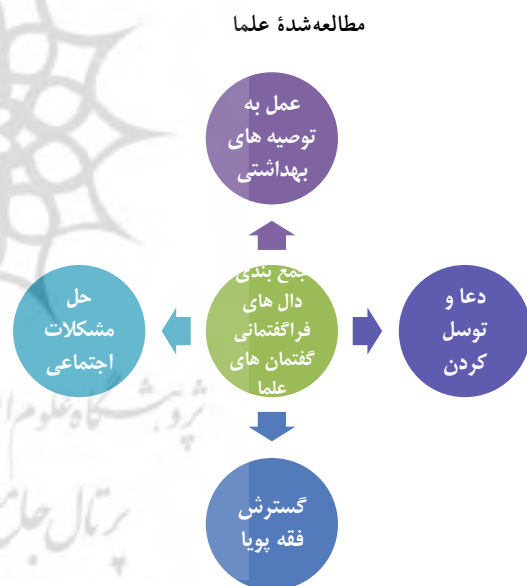 مطالعه‌شدهٔ علما
عمل به
توصیه های
بهداشتی
دعا و
توسل
کردن
جمع بندی
دال های
فراگفتمانی
گفتمان های
علما
حل
مشکلات
اجتماعی
گسترش
فقه پویا